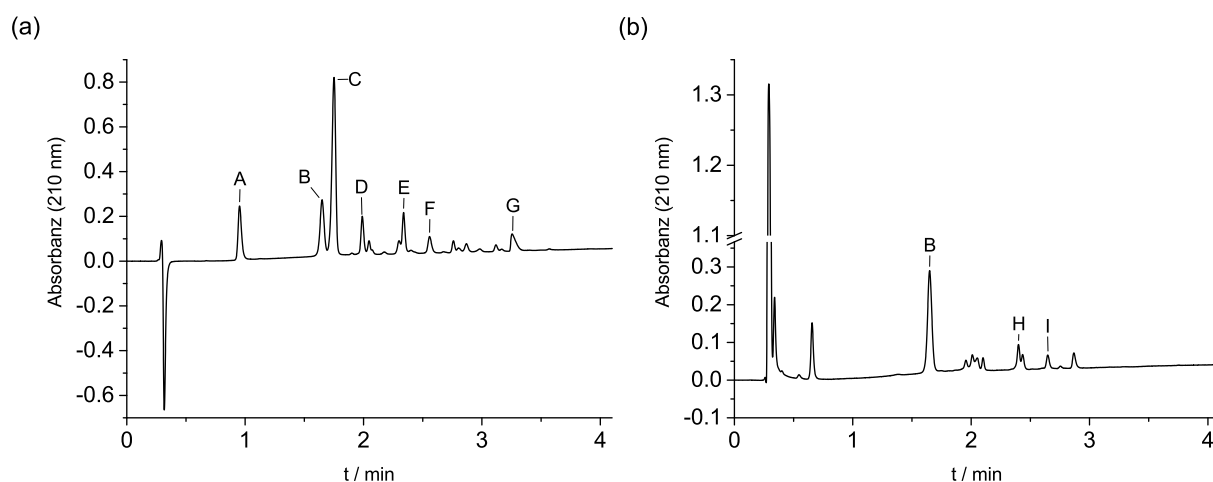 (a)
Absorbanz (210 nm)
0.8
0.6
0.4
0.2
0.0
-0.2
-0.4
-0.6
A
B
C
D
E
F
G
0 1 2 3 4
t / min
(b)
Absorbanz (210 nm)
1.3
1.2
1.1
0.3
0.2
0.1
0.0
-0.1
B
H
I
0 1 2 3 4
t / min